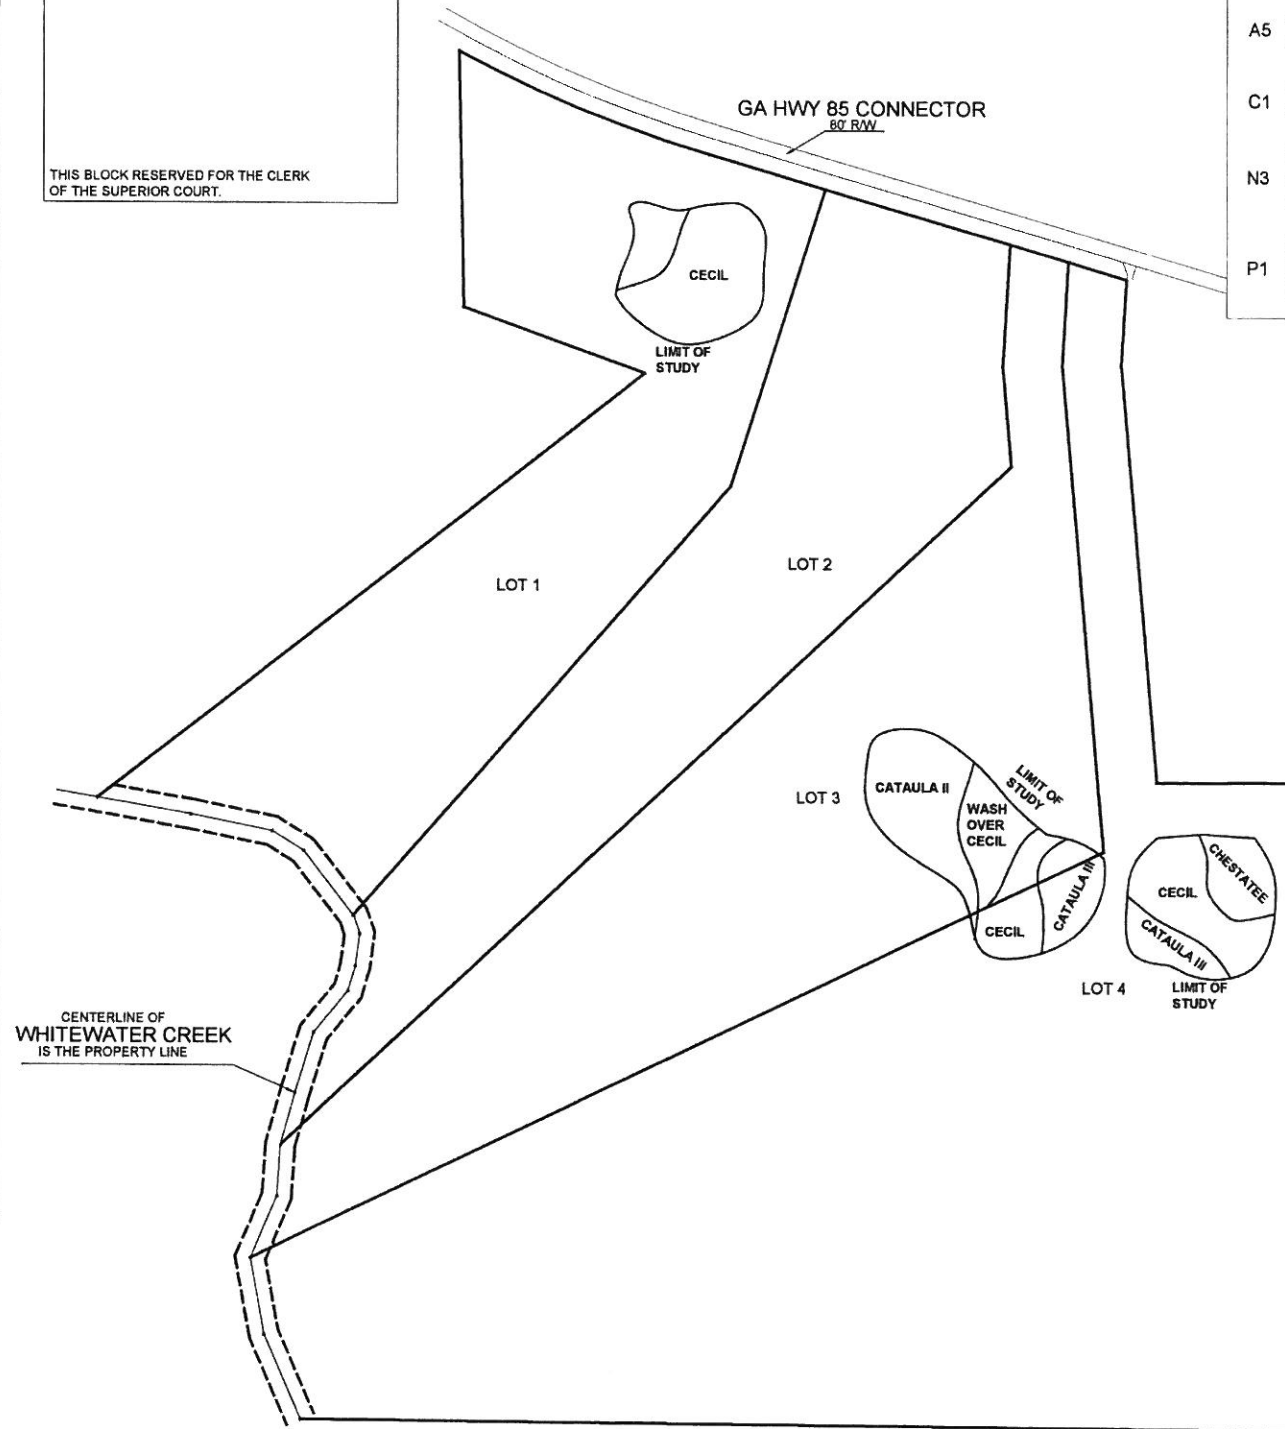 A5
C1
N3
P1
THIS BLOCK RESERVED FOR THE CLERK
OF THE SUPERIOR COURT.
GA HWY 85 CONNECTOR
80' R/W
CECIL
LIMIT OF
STUDY
LOT 1
LOT 2
LOT 3
CATAULA II
WASH
OVER
CECIL
LIMIT OF
STUDY
CECIL
CATAULA III
CHESTATEE
CECIL
CATAULA III
LOT 4
LIMIT OF
STUDY
CENTERLINE OF
WHITEWATER CREEK
IS THE PROPERTY LINE